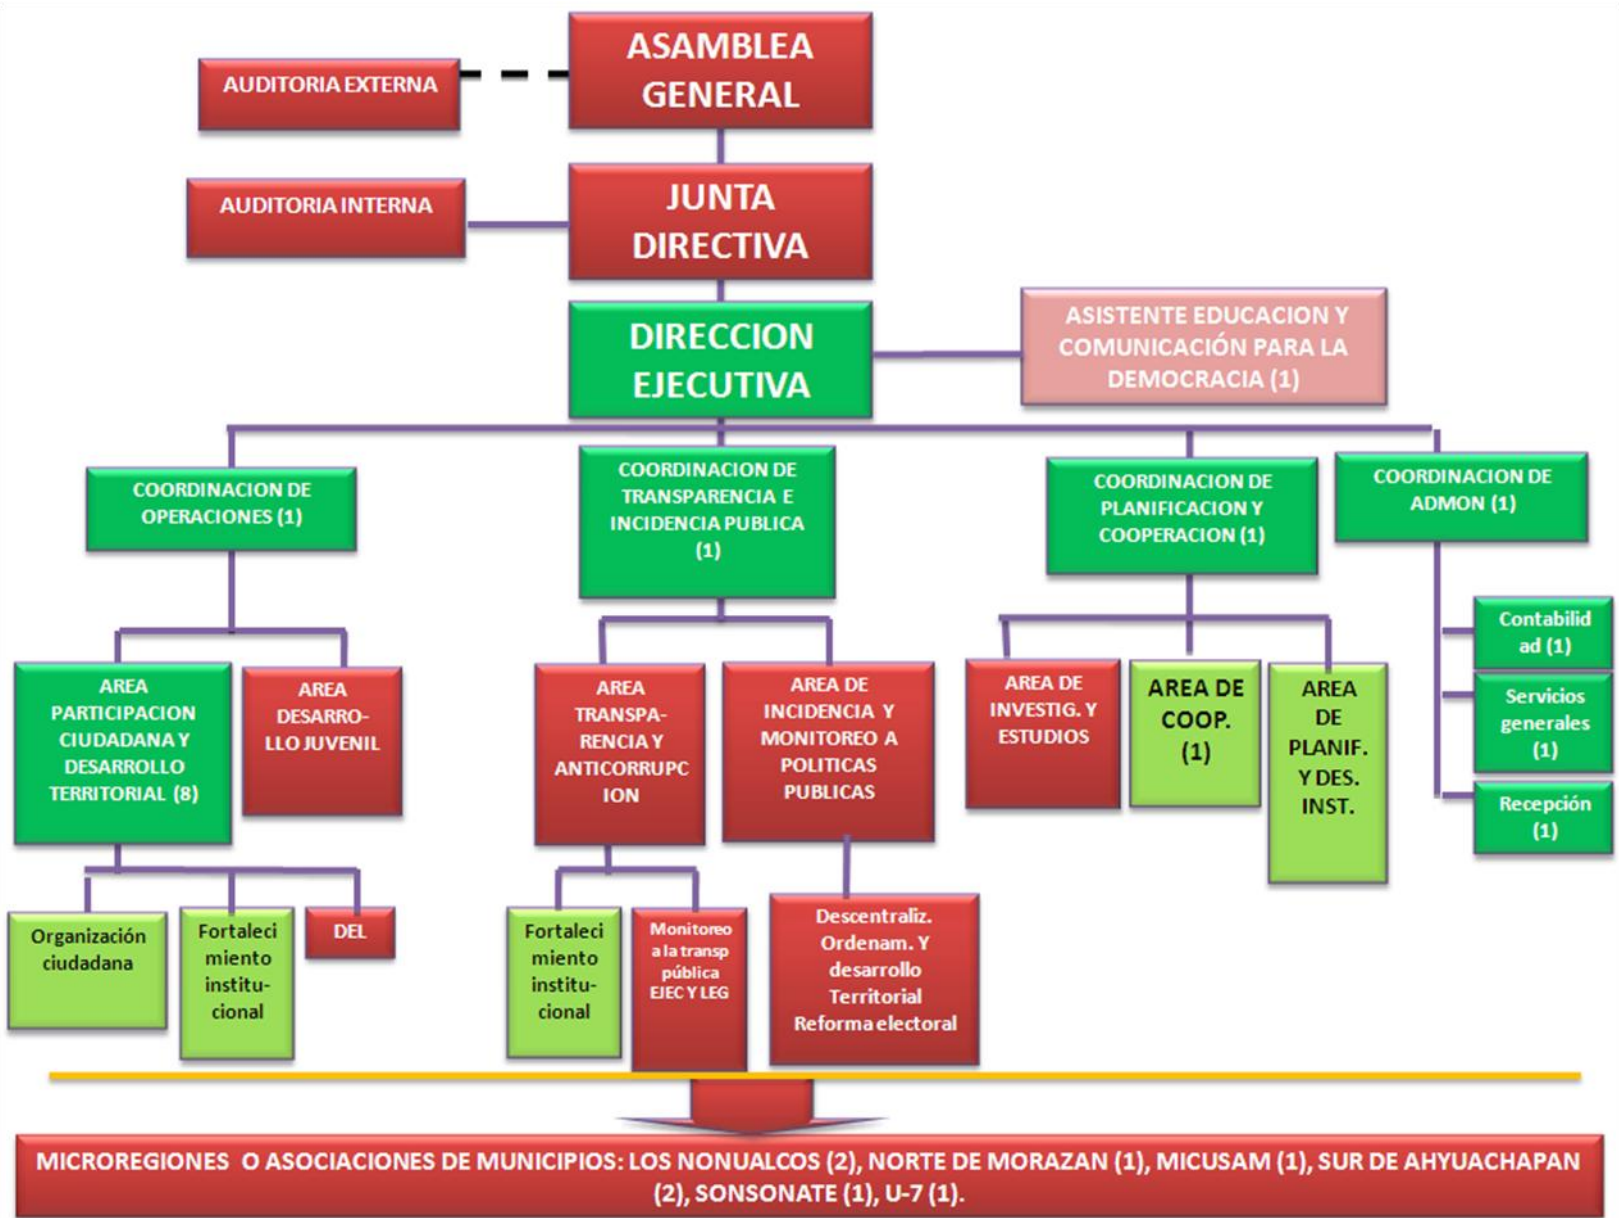 ASAMBLEA
GENERAL
AUDITORIA EXTERNA
JUNTA
DIRECTIVA
AUDITORIA INTERNA
DIRECCION
EJECUTIVA
ASISTENTE EDUCACION Y
COMUNICACIÓN PARA LA
DEMOCRACIA (1)
COORDINACION DE
OPERACIONES (1)
COORDINACION DE
TRANSPARENCIA E
INCIDENCIA PUBLICA
(1)
COORDINACION DE
PLANIFICACION Y
COOPERACION (1)
COORDINACION DE
ADMON (1)
AREA
PARTICIPACION
CIUDADANA Y
DESARROLLO
TERRITORIAL (8)
AREA
DESARRO-
LLO JUVENIL
AREA
TRANSPA-
RENCIA Y
ANTICORRUPC
ION
AREA DE
INCIDENCIA Y
MONITOREO A
POLITICAS
PUBLICAS
AREA DE
INVESTIG. Y
ESTUDIOS
AREA DE
COOP.
(1)
AREA
DE
PLANIF.
Y DES.
INST.
Contabilid
ad (1)
Servicios
generales
(1)
Recepción
(1)
Organización
ciudadana
Fortaleci
miento
institu-
cional
DEL
Fortaleci
miento
institu-
cional
Monitoreo
a la transp
pública
EJEC Y LEG
Descentraliz.
Ordenam. Y
desarrollo
Territorial
Reforma electoral
MICROREGIONES O ASOCIACIONES DE MUNICIPIOS: LOS NONUALCOS (2), NORTE DE MORAZAN (1), MICUSAM (1), SUR DE AHYUACHAPAN
(2), SONSONATE (1), U-7 (1).